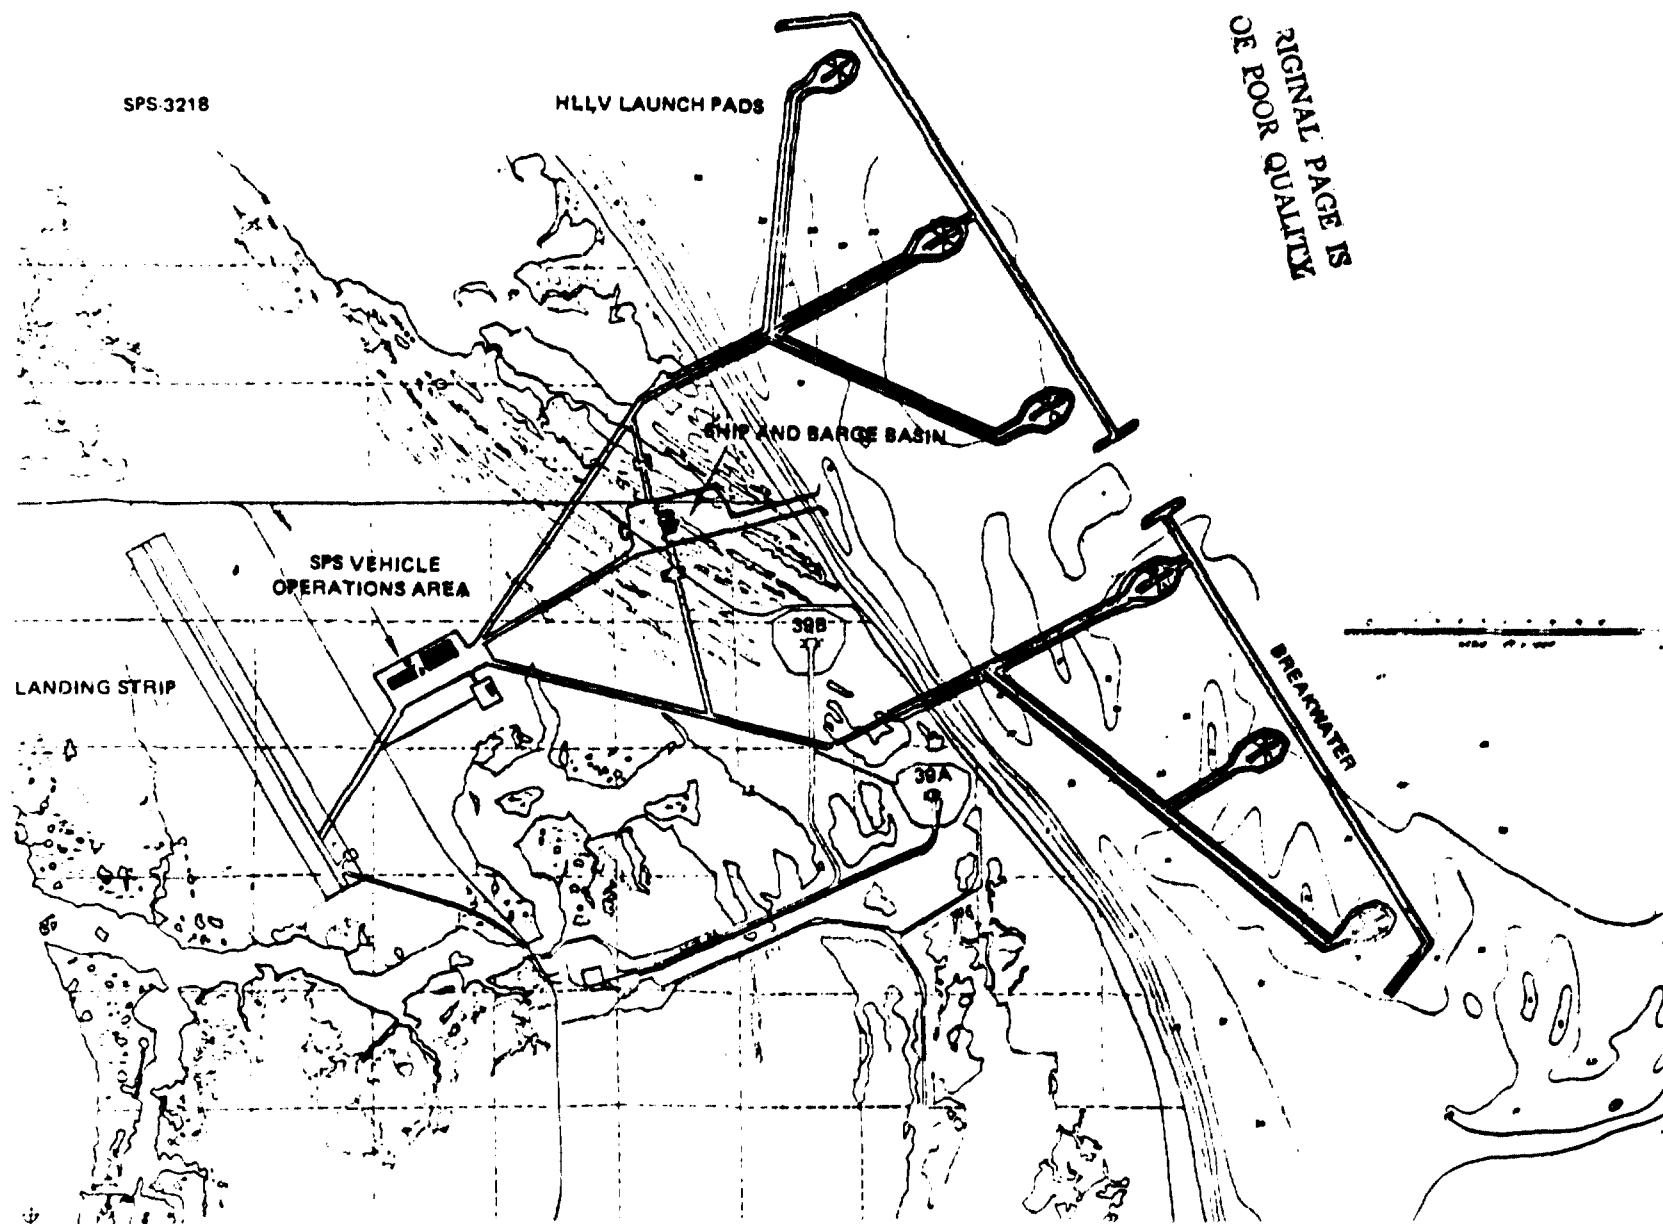 RIGINAL PAGE IS
OF POOR QUALITY
SPS-3218
HLLV LAUNCH PADS
SHIP AND BARGE BASIN
SPS VEHICLE
OPERATIONS AREA
39B
LANDING STRIP
BREAKWATER
39A